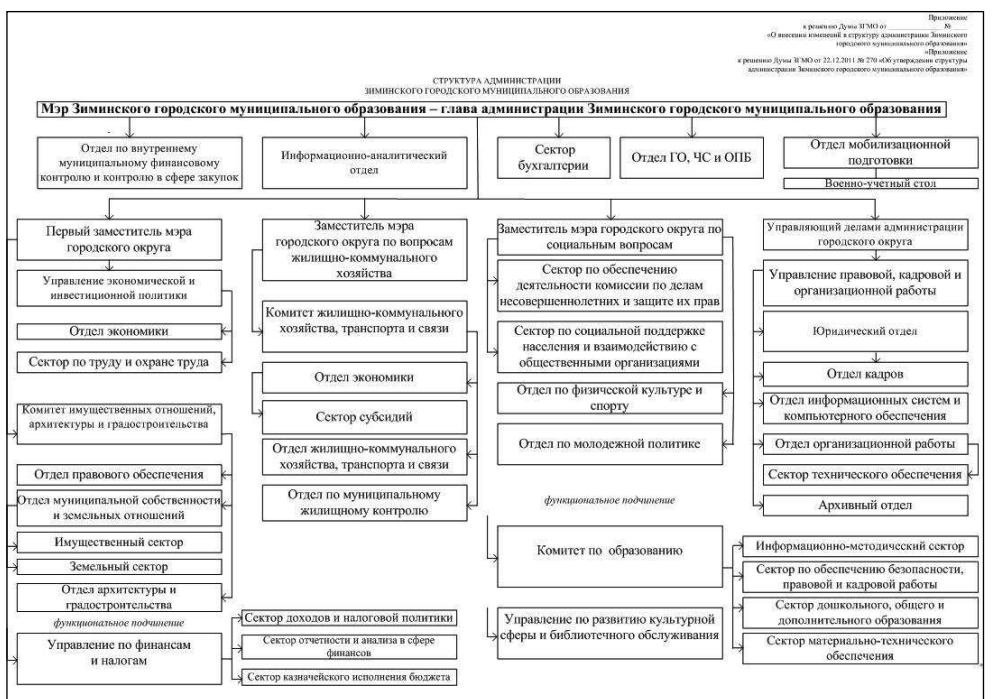 Приложение
к решению Думы ЗГМО от ________ № ____
«О внесении изменений в структуру администрации Зиминского
городского муниципального образования»
«Приложение
к решению Думы ЗГМО от 22.12.2011 № 270 «Об утверждении структуры
администрации Зиминского городского муниципального образования»
СТРУКТУРА АДМИНИСТРАЦИИ
ЗИМИНСКОГО ГОРОДСКОГО МУНИЦИПАЛЬНОГО ОБРАЗОВАНИЯ
Мэр Зиминского городского муниципального образования – глава администрации Зиминского городского муниципального образования
Отдел по внутреннему
муниципальному финансовому
контролю и контролю в сфере закупок
Информационно-аналитический
отдел
Сектор
бухгалтерии
Отдел ГО, ЧС и ОПБ
Отдел мобилизационной
подготовки
Военно-учетный стол
Первый заместитель мэра
городского округа
Управление экономической и
инвестиционной политики
Отдел экономики
Сектор по труду и охране труда
Комитет имущественных отношений,
архитектуры и градостроительства
Отдел правового обеспечения
Отдел муниципальной собственности
и земельных отношений
Имущественный сектор
Земельный сектор
Отдел архитектуры и
градостроительства
функциональное подчинение
Управление по финансам
и налогам
Сектор доходов и налоговой политики
Сектор отчетности и анализа в сфере
финансов
Сектор казначейского исполнения бюджета
Заместитель мэра
городского округа по вопросам
жилищно-коммунального
хозяйства
Комитет жилищно-коммунального
хозяйства, транспорта и связи
Отдел экономики
Сектор субсидий
Отдел жилищно-коммунального
хозяйства, транспорта и связи
Отдел по муниципальному
жилищному контролю
Заместитель мэра городского округа по
социальным вопросам
Сектор по обеспечению
деятельности комиссии по делам
несовершеннолетних и защите их прав
Сектор по социальной поддержке
населения и взаимодействию с
общественными организациями
Отдел по физической культуре и
спорту
Отдел по молодежной политике
функциональное подчинение
Комитет по образованию
Управление по развитию культурной
сферы и библиотечного обслуживания
Управляющий делами администрации
городского округа
Управление правовой, кадровой и
организационной работы
Юридический отдел
Отдел кадров
Отдел информационных систем и
компьютерного обеспечения
Отдел организационной работы
Сектор технического обеспечения
Архивный отдел
Информационно-методический сектор
Сектор по обеспечению безопасности,
правовой и кадровой работы
Сектор дошкольного, общего и
дополнительного образования
Сектор материально-технического
обеспечения